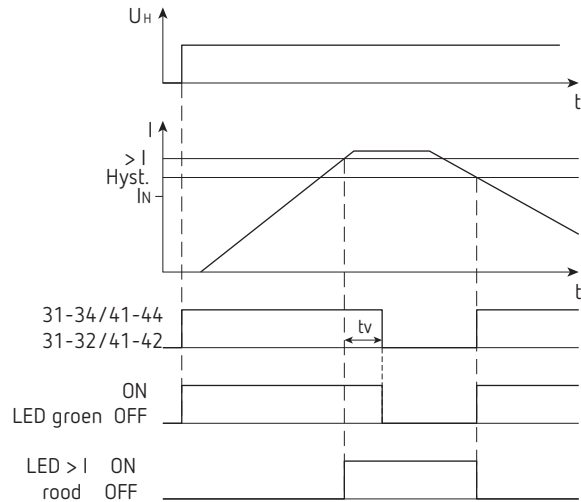 UH
t
I
> I
Hyst.
IN
t
31-34/41-44
31-32/41-42
tv
ON
LED groen OFF
LED > I ON
rood OFF